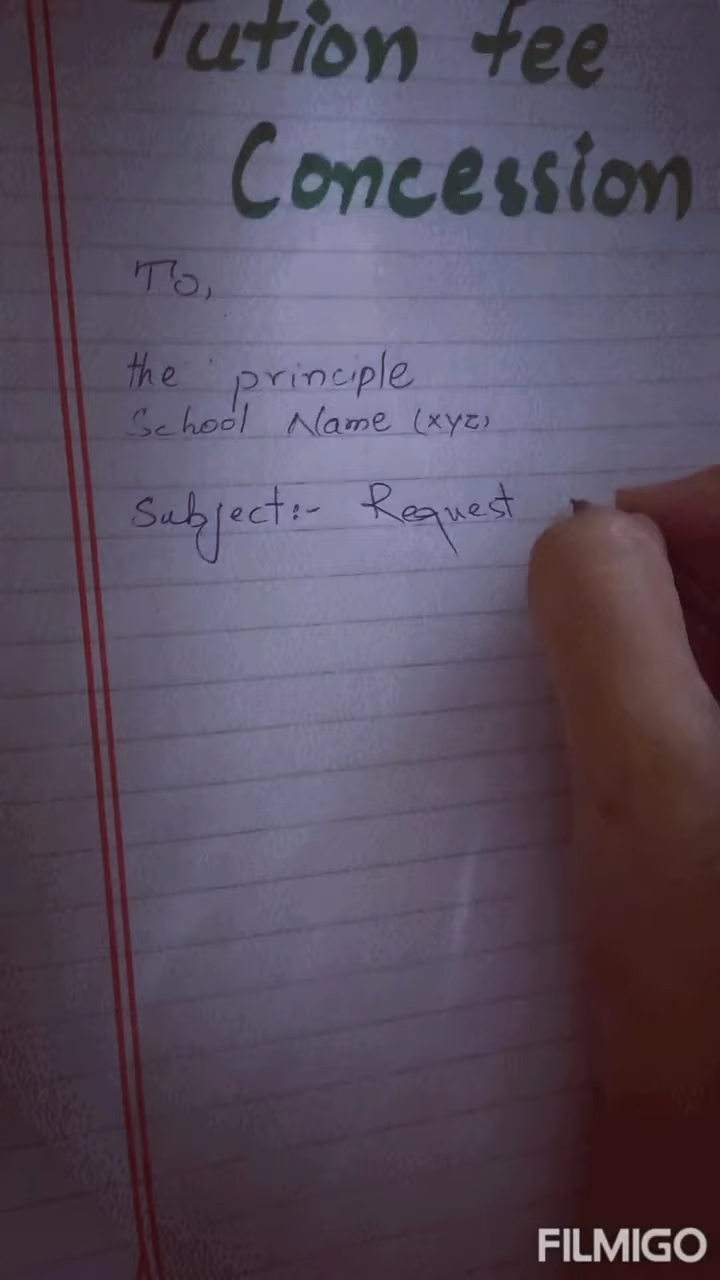 Tution fee
Concession
To,
the principle
School Name (xyz)
Subject:- Request
FILMIGO